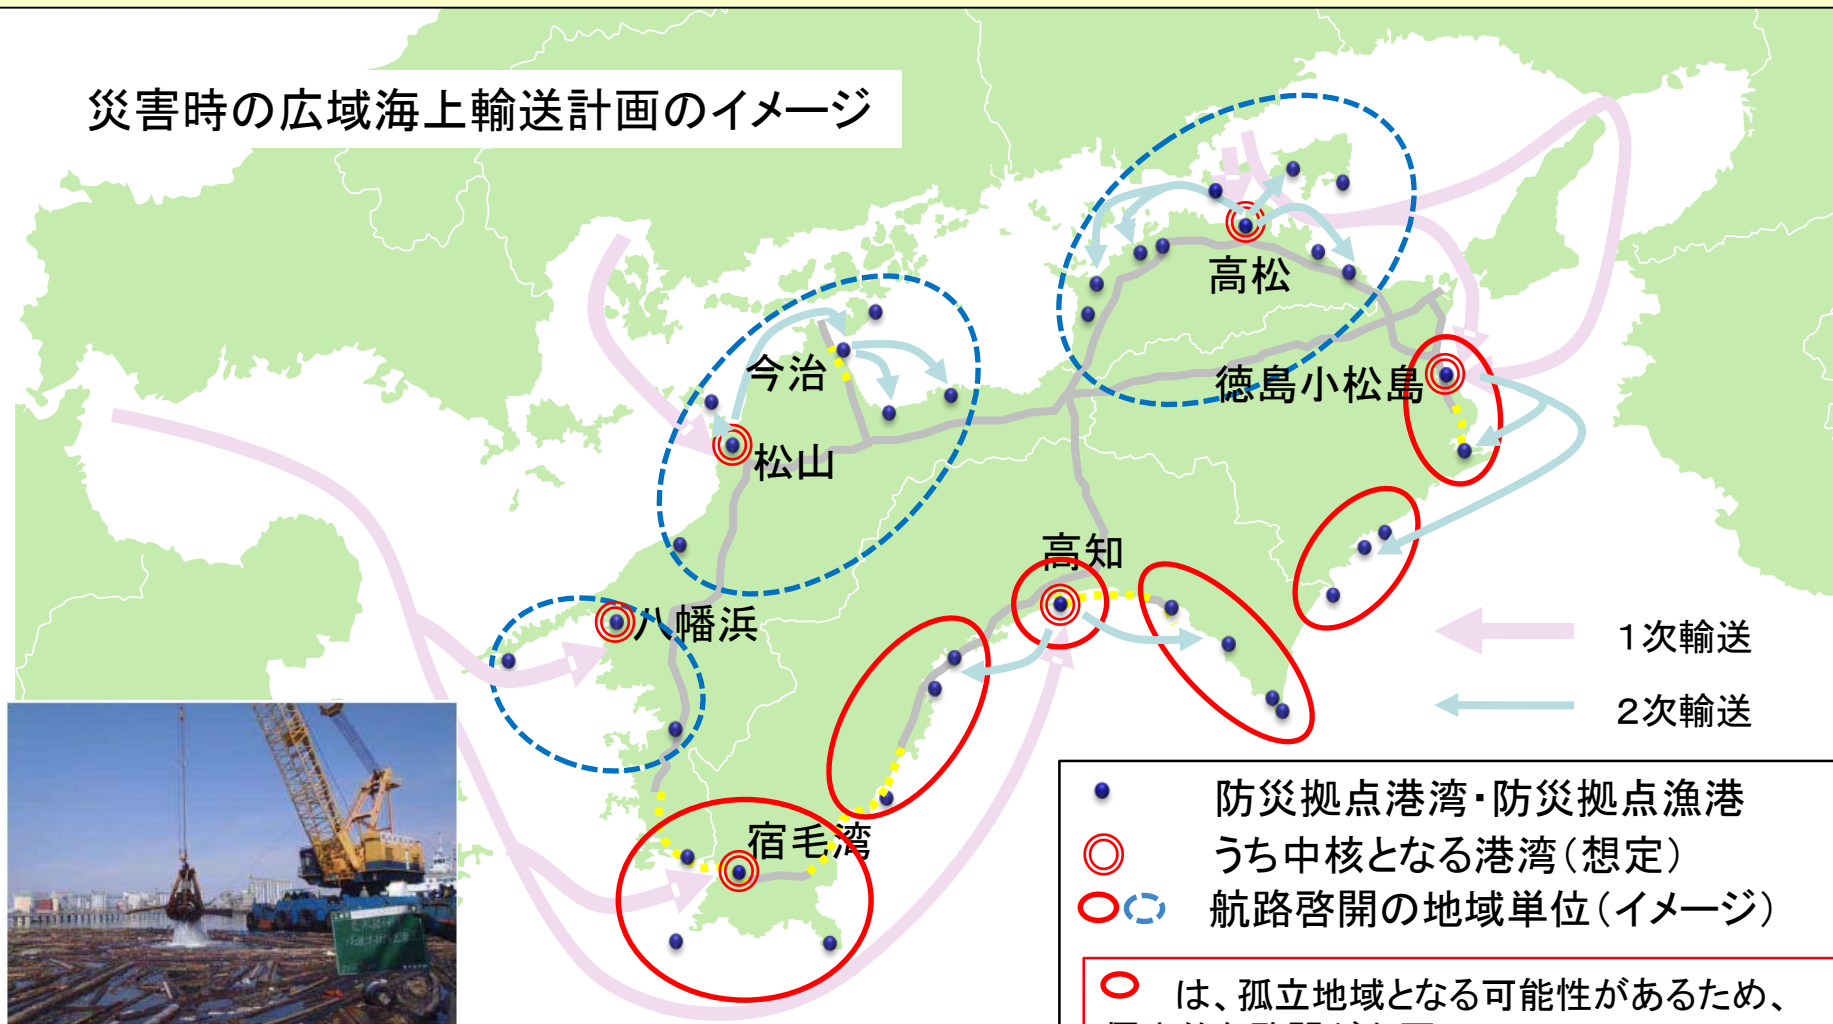 災害時の広域海上輸送計画のイメージ
高松
今治
徳島小松島
松山
高知
八幡浜
宿毛湾
1次輸送
2次輸送
防災拠点港湾・防災拠点漁港
うち中核となる港湾（想定）
航路啓開の地域単位（イメージ）
は、孤立地域となる可能性があるため、